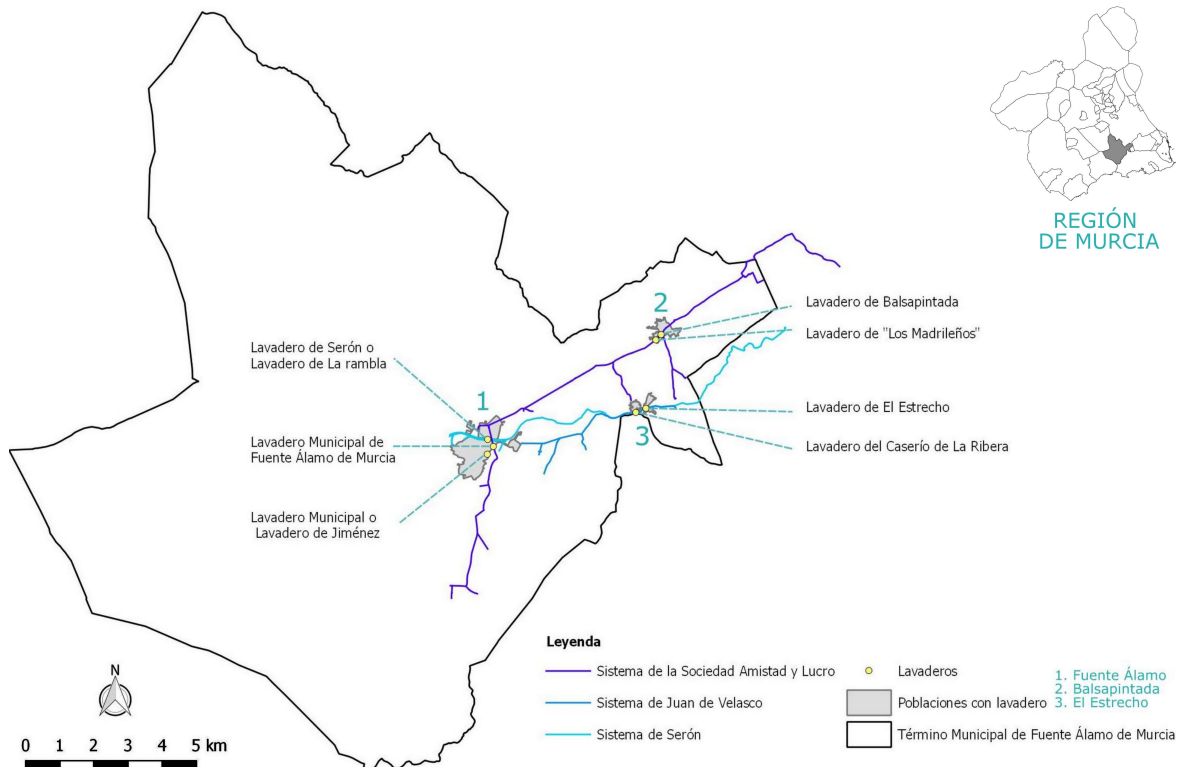 REGIÓN
DE MURCIA
2
Lavadero de Balsapintada
Lavadero de "Los Madrileños"
Lavadero de Serón o
Lavadero de La rambla
1
Lavadero de El Estrecho
3
Lavadero Municipal de
Fuente Álamo de Murcia
Lavadero del Caserío de La Ribera
Lavadero Municipal o
Lavadero de Jiménez
Leyenda
Sistema de la Sociedad Amistad y Lucro
Sistema de Juan de Velasco
Sistema de Serón
Lavaderos
Poblaciones con lavadero
Término Municipal de Fuente Álamo de Murcia
1. Fuente Álamo
2. Balsapintada
3. El Estrecho
N
0 1 2 3 4 5 km